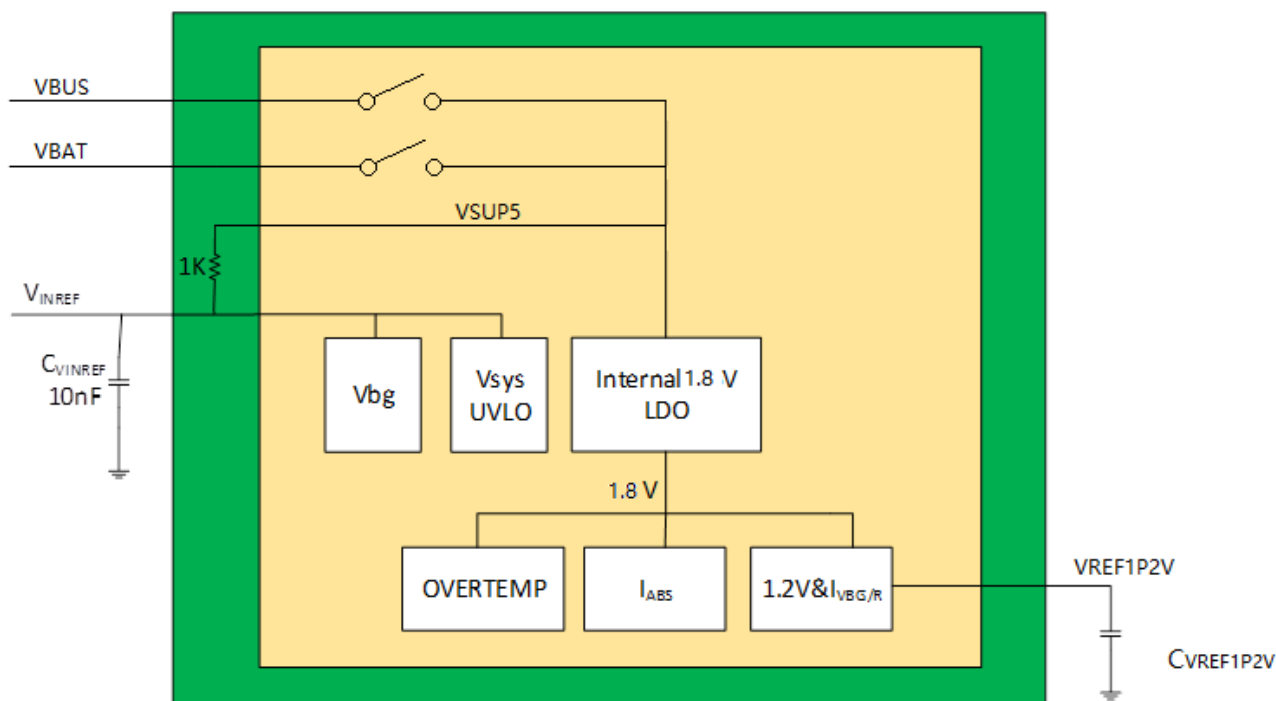 VBUS
VBAT
VSUP5
1K
VINREF
CVINREF
10nF
Vbg
Vsys
UVLO
Internal 1.8 V
LDO
1.8 V
OVERTEMP
IABS
1.2V&IVBG/R
VREF1P2V
CVREF1P2V